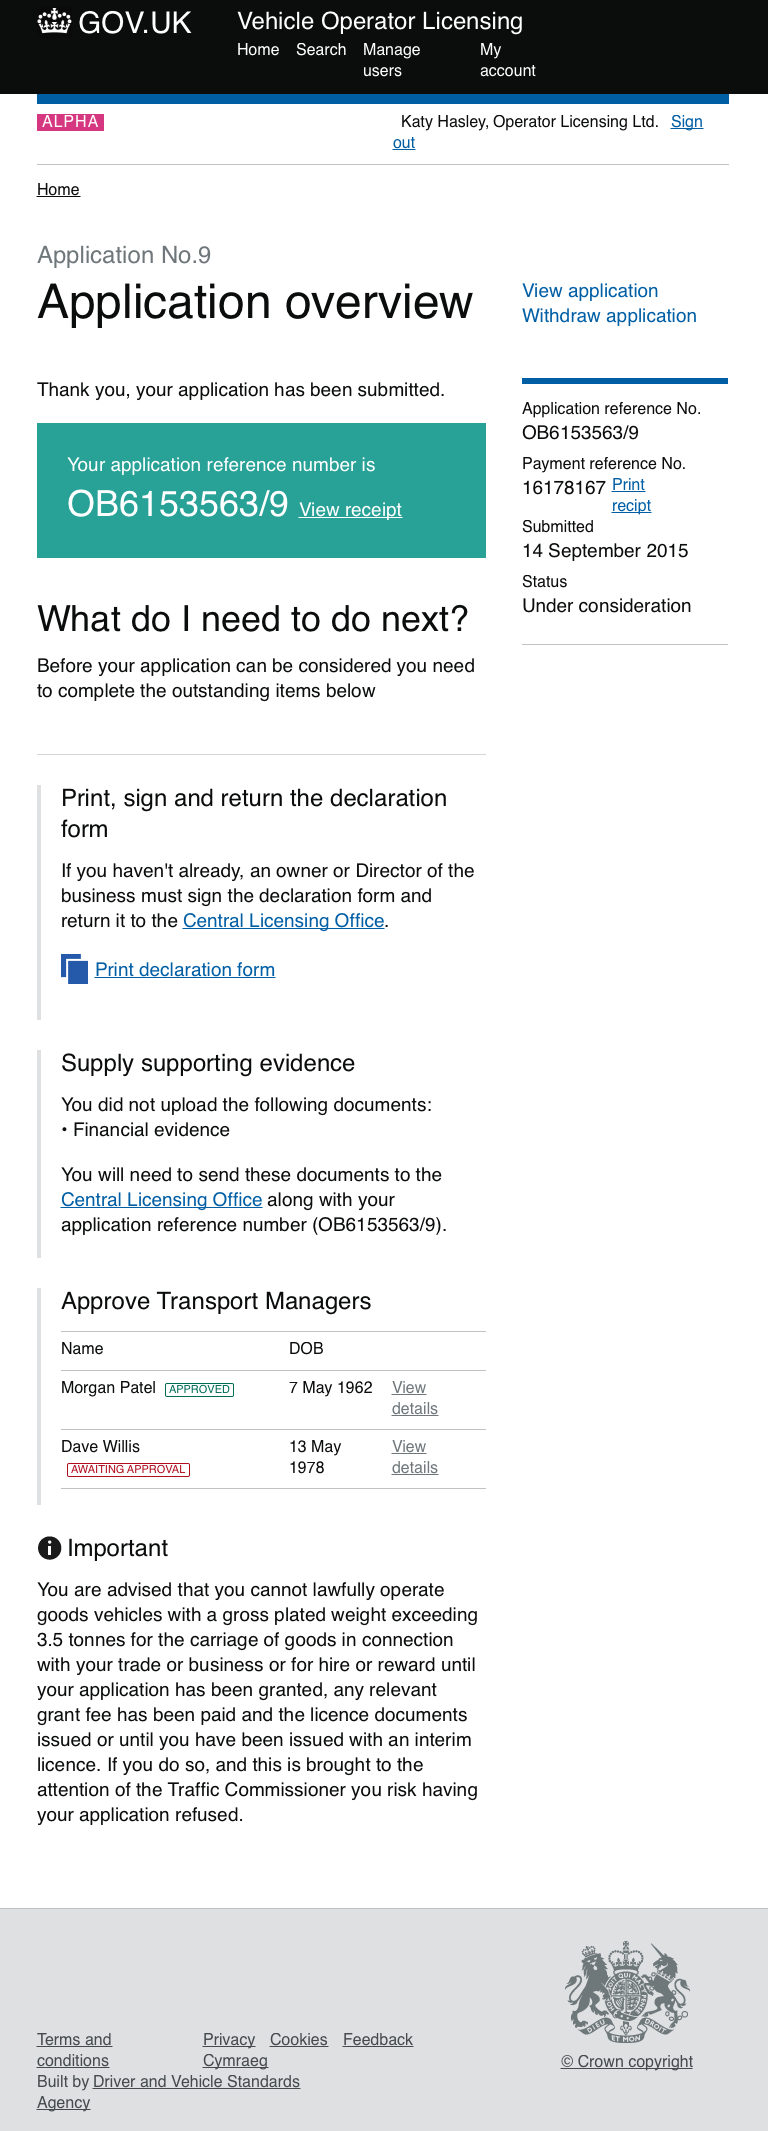 GOV.UK
Vehicle Operator Licensing
Home Search Manage users My account
ALPHA
Katy Hasley, Operator Licensing Ltd. Sign
out
Home
Application No.9
Application overview
View application
Withdraw application
Thank you, your application has been submitted.
Your application reference number is
OB6153563/9 View receipt
Application reference No.
OB6153563/9
Payment reference No.
16178167 Print
recipt
Submitted
14 September 2015
Status
Under consideration
What do I need to do next?
Before your application can be considered you need
to complete the outstanding items below
Print, sign and return the declaration
form
If you haven't already, an owner or Director of the
business must sign the declaration form and
return it to the Central Licensing Office.
Print declaration form
Supply supporting evidence
You did not upload the following documents:
• Financial evidence
You will need to send these documents to the
Central Licensing Office along with your
application reference number (OB6153563/9).
Approve Transport Managers
Name DOB
Morgan Patel APPROVED 7 May 1962 View
details
Dave Willis 13 May View
AWAITING APPROVAL 1978 details
Important
You are advised that you cannot lawfully operate
goods vehicles with a gross plated weight exceeding
3.5 tonnes for the carriage of goods in connection
with your trade or business or for hire or reward until
your application has been granted, any relevant
grant fee has been paid and the licence documents
issued or until you have been issued with an interim
licence. If you do so, and this is brought to the
attention of the Traffic Commissioner you risk having
your application refused.
Terms and Privacy Cookies Feedback
conditions Cymraeg
Built by Driver and Vehicle Standards
Agency
© Crown copyright